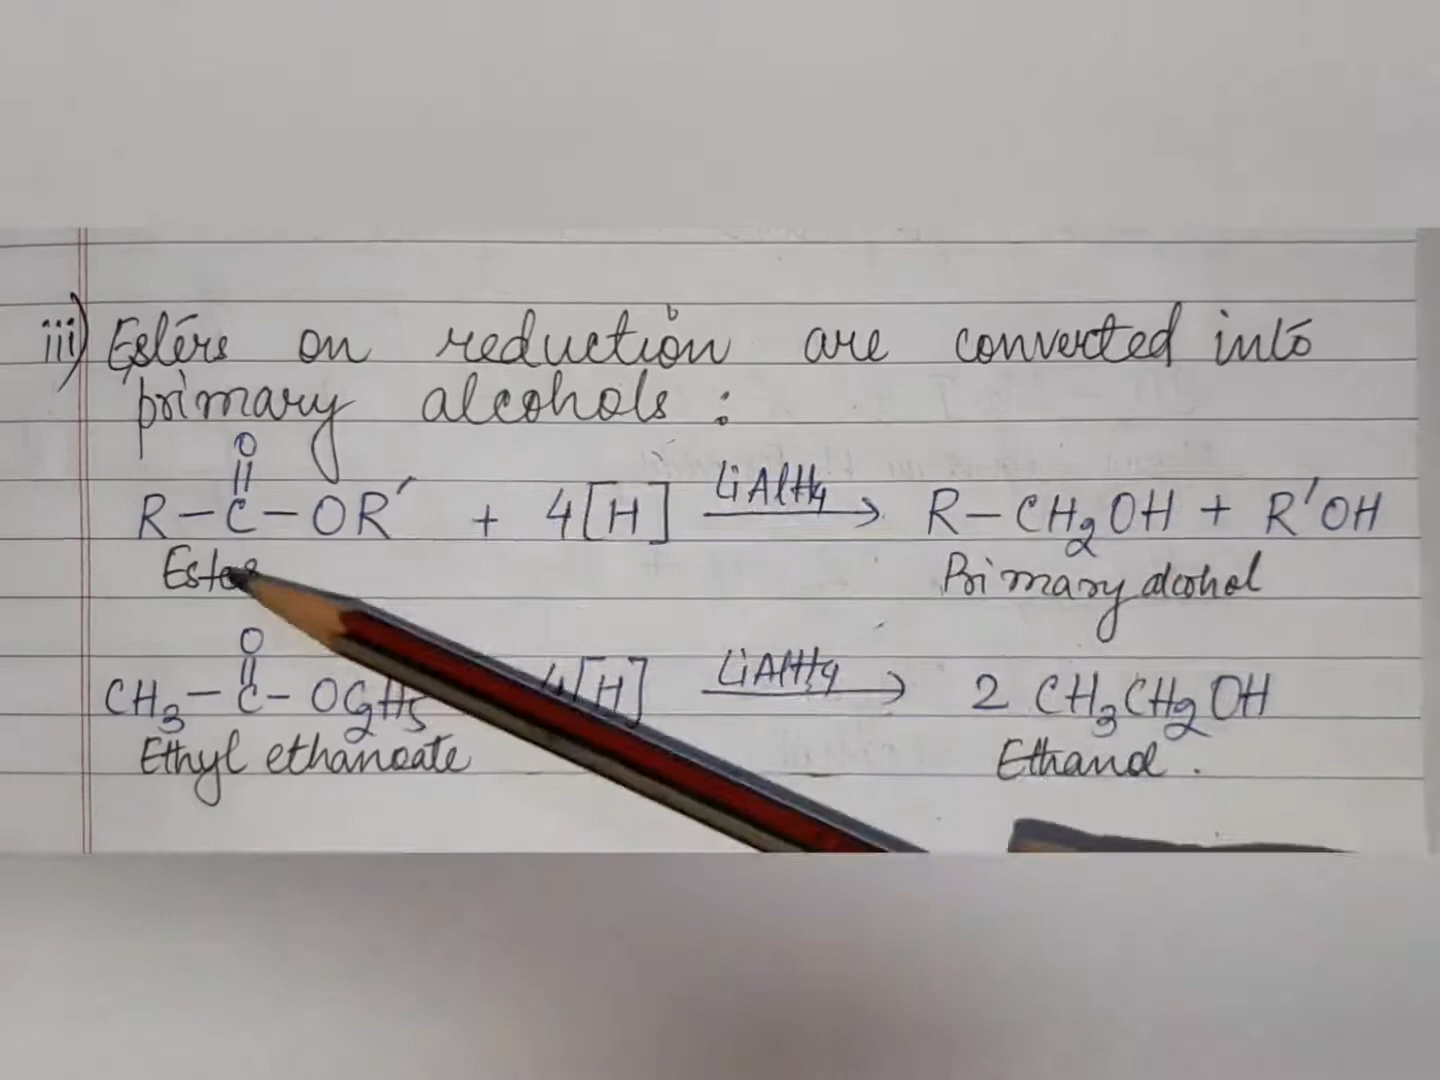 iii) Esters on reduction are converted into
primary alcohols :
O
||
R – C – OR′ + 4[H] LiAlH4 → R – CH2OH + R′OH
Ester Primary alcohol
O
||
CH3 – C – OC2H5 4[H] LiAlH4 → 2 CH3CH2OH
Ethyl ethanoate Ethanol .